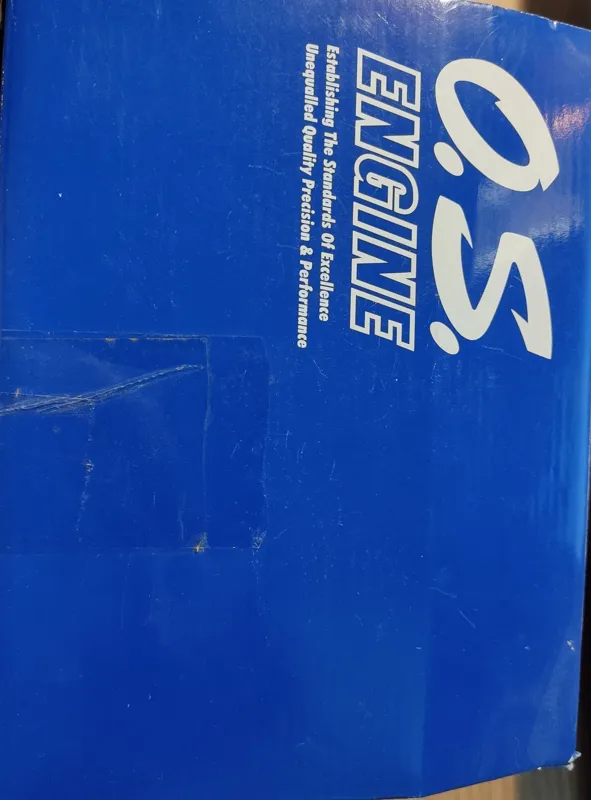 O.S.
ENGINE
Establishing The Standards Of Excellence
Unequalled Quality Precision & Performance